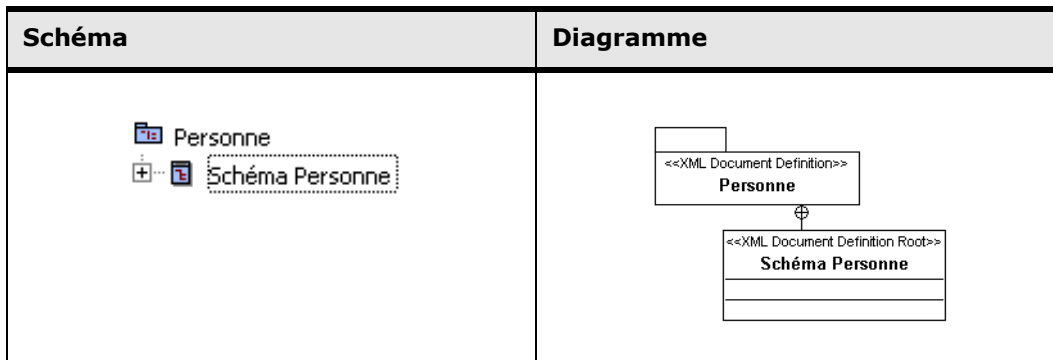 Schéma
Diagramme
Personne
Schéma Personne
<<XML Document Definition>>
Personne
<<XML Document Definition Root>>
Schéma Personne